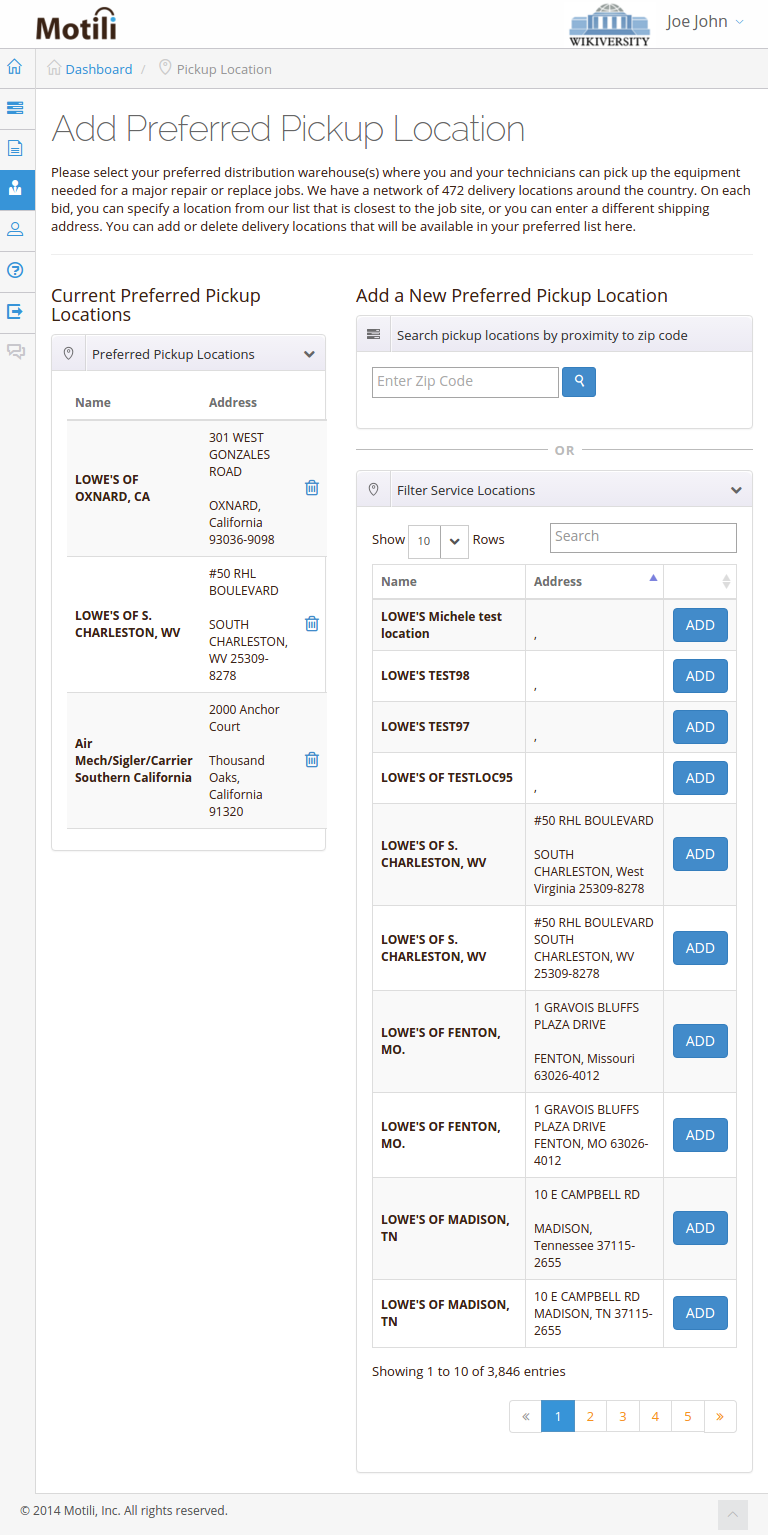 Motili
WIKIVERSITY
Joe John
Dashboard / Pickup Location
Add Preferred Pickup Location
Please select your preferred distribution warehouse(s) where you and your technicians can pick up the equipment
needed for a major repair or replace jobs. We have a network of 472 delivery locations around the country. On each
bid, you can specify a location from our list that is closest to the job site, or you can enter a different shipping
address. You can add or delete delivery locations that will be available in your preferred list here.
Current Preferred Pickup
Locations
Preferred Pickup Locations
Name Address
LOWE'S OF
OXNARD, CA
301 WEST
GONZALES
ROAD
OXNARD,
California
93036-9098
LOWE'S OF S.
CHARLESTON, WV
#50 RHL
BOULEVARD
SOUTH
CHARLESTON,
WV 25309-
8278
Air
Mech/Sigler/Carrier
Southern California
2000 Anchor
Court
Thousand
Oaks,
California
91320
Add a New Preferred Pickup Location
Search pickup locations by proximity to zip code
Enter Zip Code
OR
Filter Service Locations
Show 10 Rows
Search
Name Address
LOWE'S Michele test
location
,
ADD
LOWE'S TEST98
,
ADD
LOWE'S TEST97
,
ADD
LOWE'S OF TESTLOC95
,
ADD
LOWE'S OF S.
CHARLESTON, WV
#50 RHL BOULEVARD
SOUTH
CHARLESTON, West
Virginia 25309-8278
ADD
LOWE'S OF S.
CHARLESTON, WV
#50 RHL BOULEVARD
SOUTH
CHARLESTON, WV
25309-8278
ADD
LOWE'S OF FENTON,
MO.
1 GRAVOIS BLUFFS
PLAZA DRIVE
FENTON, Missouri
63026-4012
ADD
LOWE'S OF FENTON,
MO.
1 GRAVOIS BLUFFS
PLAZA DRIVE
FENTON, MO 63026-
4012
ADD
LOWE'S OF MADISON,
TN
10 E CAMPBELL RD
MADISON,
Tennessee 37115-
2655
ADD
LOWE'S OF MADISON,
TN
10 E CAMPBELL RD
MADISON, TN 37115-
2655
ADD
Showing 1 to 10 of 3,846 entries
« 1 2 3 4 5 »
© 2014 Motili, Inc. All rights reserved.